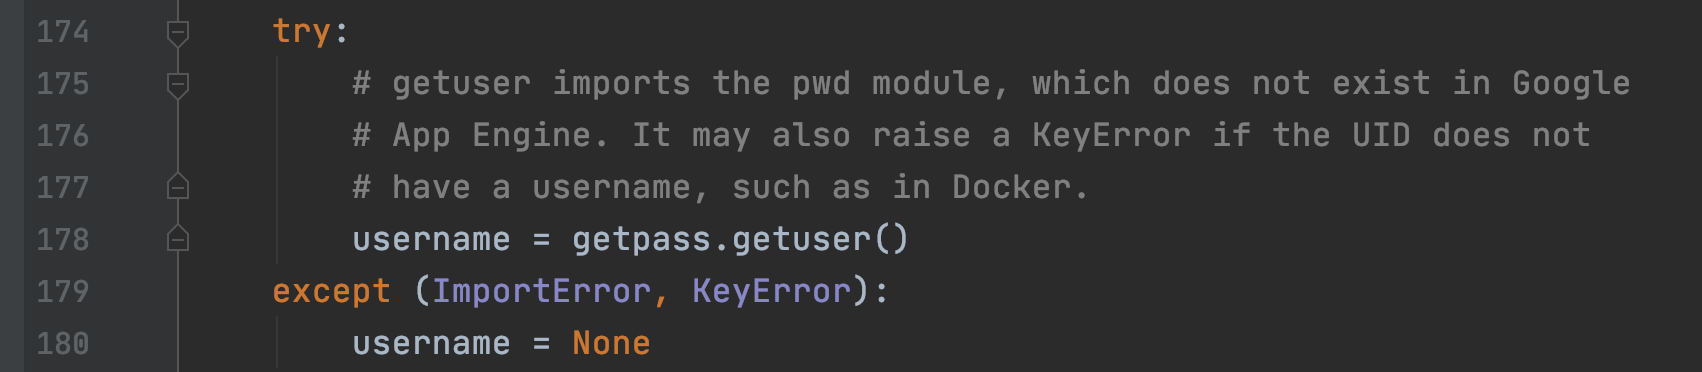 174 try:
175 # getuser imports the pwd module, which does not exist in Google
176 # App Engine. It may also raise a KeyError if the UID does not
177 # have a username, such as in Docker.
178 username = getpass.getuser()
179 except (ImportError, KeyError):
180 username = None